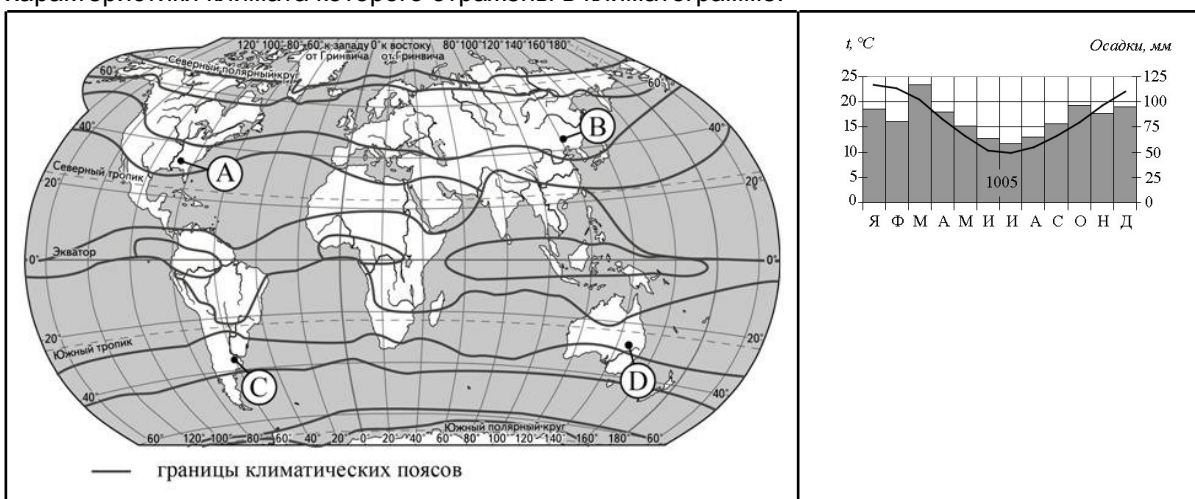 характеристики климата которого отражены в климатограмме.
120° 100° 80° 60° к западу 0° к востоку 80° 100° 120° 140° 160° 180°
от Гринвича от Гринвича
Северный полярный круг
60° 60°
B
40° 40°
A
Северный тропик
20° 20°
Экватор
0° 0°
20° 20°
Южный тропик
D
C
40° 40°
Южный полярный круг
60° 120° 100° 80° 60° 40° 20° 0° 20° 40° 60° 80° 100° 120° 140° 160° 180° 60°
границы климатических поясов
t, °C Осадки, мм
25 125
20 100
15 75
10 50
5 25
0 0
1005
Я Ф М А М И И А С О Н Д